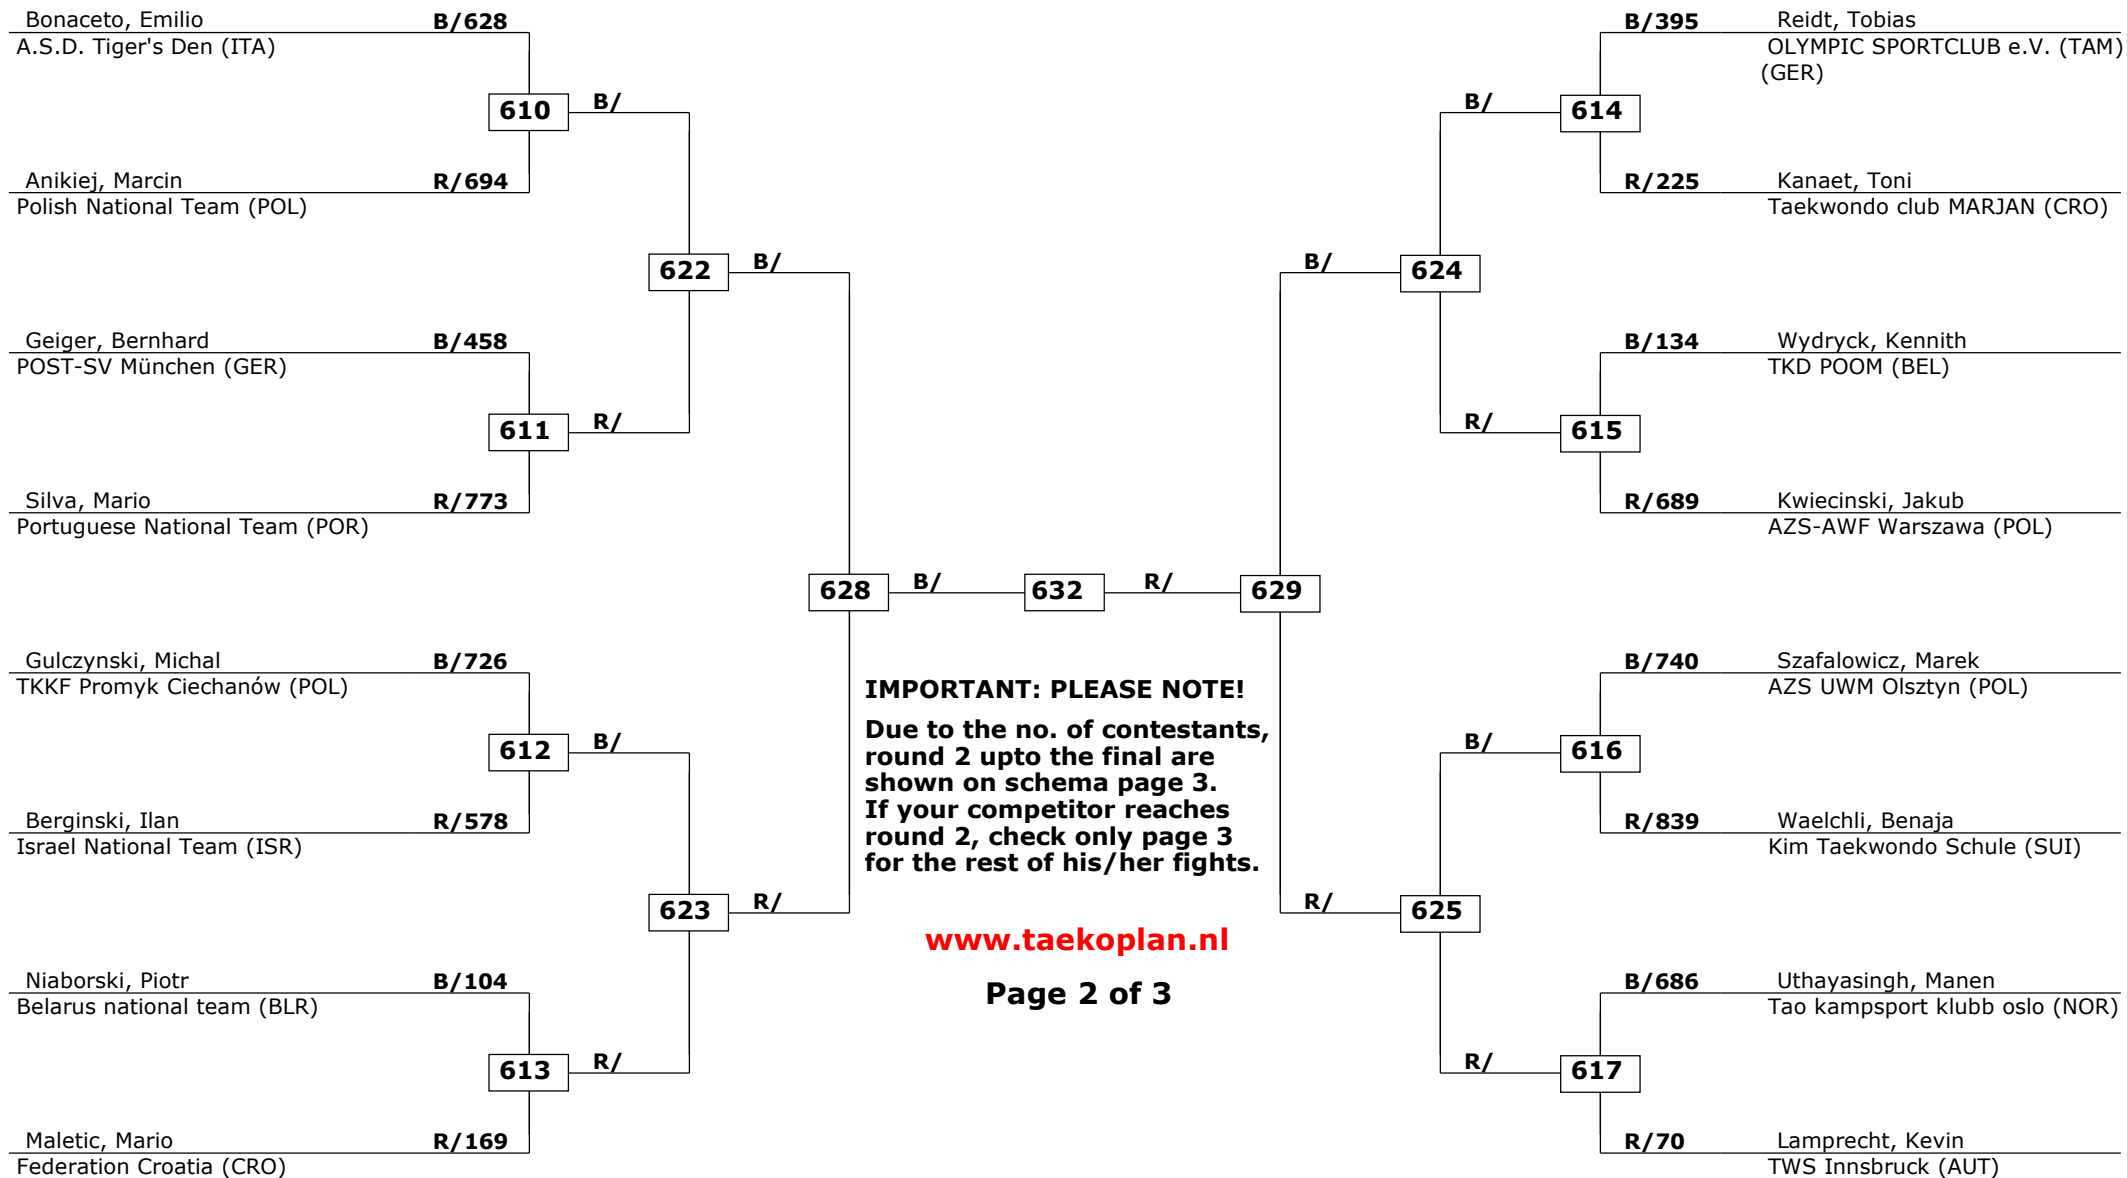 Bonaceto, Emilio B/628
A.S.D. Tiger's Den (ITA)
610 B/
Anikiej, Marcin R/694
Polish National Team (POL)
622 B/
Geiger, Bernhard B/458
POST-SV München (GER)
611 R/
Silva, Mario R/773
Portuguese National Team (POR)
628 B/
Gulczynski, Michal B/726
TKKF Promyk Ciechanów (POL)
612 B/
Berginski, Ilan R/578
Israel National Team (ISR)
623 R/
Niaborski, Piotr B/104
Belarus national team (BLR)
613 R/
Maletic, Mario R/169
Federation Croatia (CRO)
632
IMPORTANT: PLEASE NOTE!
Due to the no. of contestants,
round 2 upto the final are
shown on schema page 3.
If your competitor reaches
round 2, check only page 3
for the rest of his/her fights.
www.taekoplan.nl
Page 2 of 3
B/395 Reidt, Tobias
OLYMPIC SPORTCLUB e.V. (TAM)
(GER)
B/ 614
R/225 Kanaet, Toni
Taekwondo club MARJAN (CRO)
B/ 624
B/134 Wydryck, Kennith
TKD POOM (BEL)
R/ 615
R/689 Kwiecinski, Jakub
AZS-AWF Warszawa (POL)
R/ 629
B/740 Szafalowicz, Marek
AZS UWM Olsztyn (POL)
B/ 616
R/839 Waelchli, Benaja
Kim Taekwondo Schule (SUI)
R/ 625
B/686 Uthayasingh, Manen
Tao kampsport klubb oslo (NOR)
R/ 617
R/70 Lamprecht, Kevin
TWS Innsbruck (AUT)